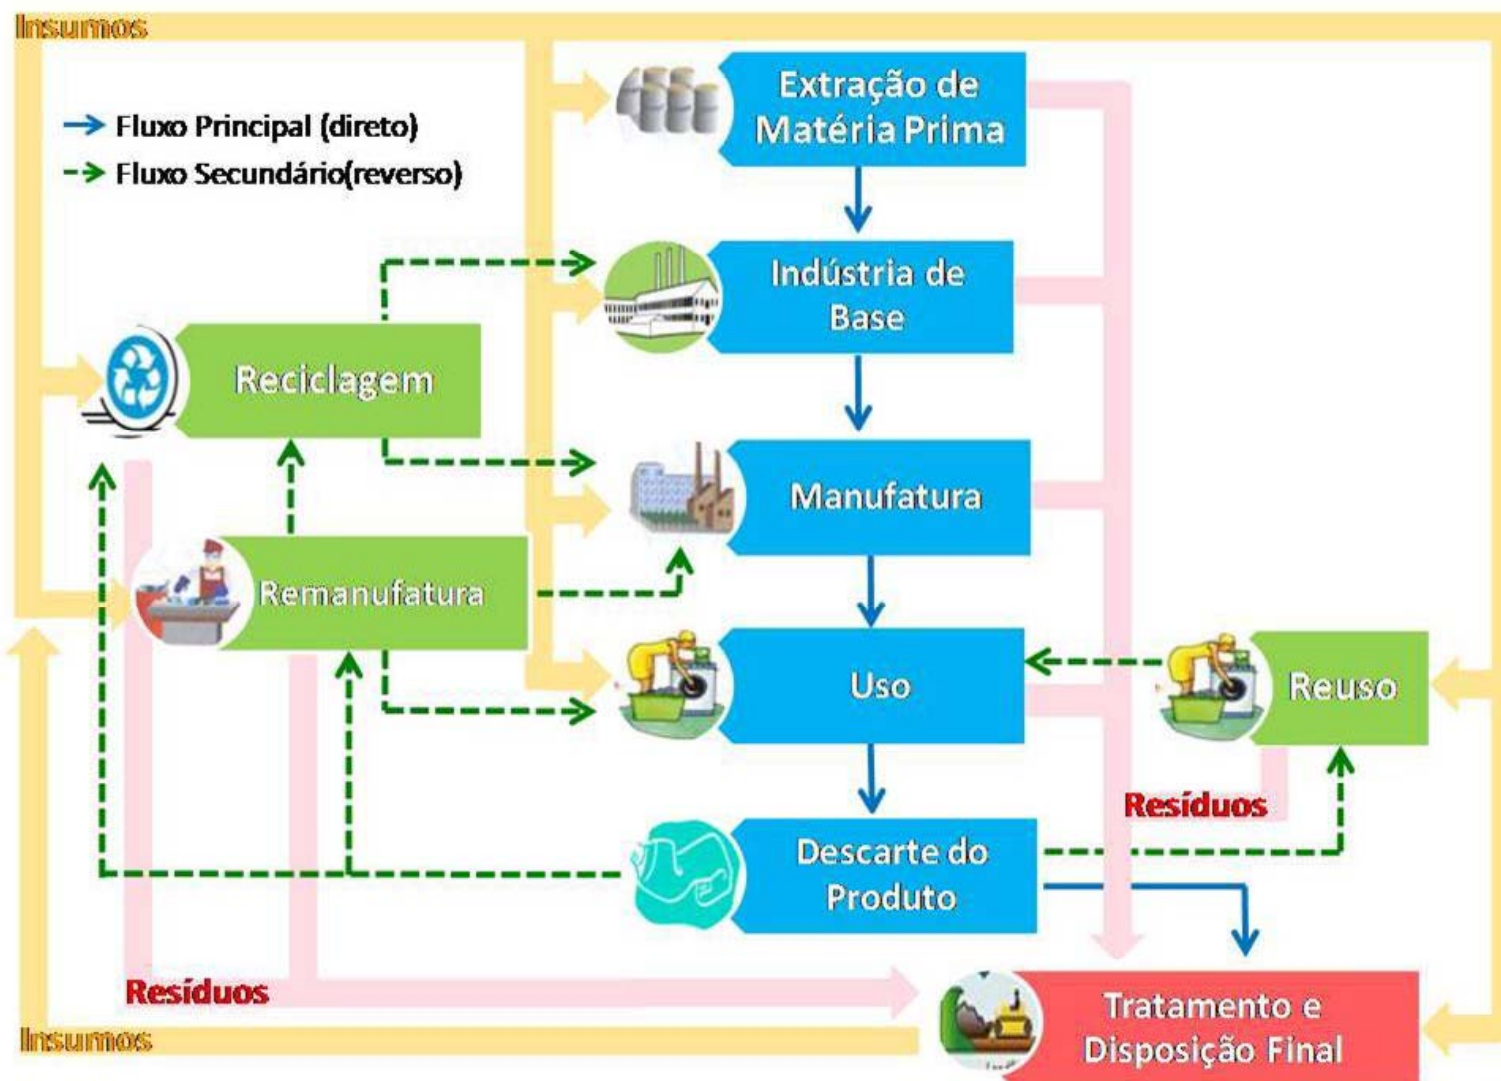 Insumos
Fluxo Principal (direto)
Fluxo Secundário(reverso)
Extração de
Matéria Prima
Indústria de
Base
Reciclagem
Manufatura
Remanufatura
Uso
Reuso
Resíduos
Descarte do
Produto
Resíduos
Tratamento e
Disposição Final
Insumos